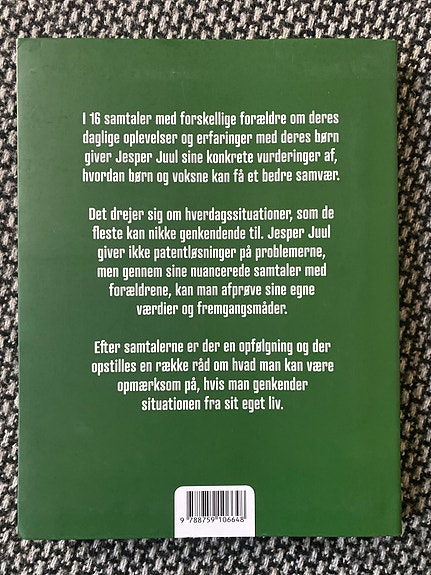 I 16 samtaler med forskellige forældre om deres
daglige oplevelser og erfaringer med deres børn
giver Jesper Juul sine konkrete vurderinger af,
hvordan børn og voksne kan få et bedre samvær.
Det drejer sig om hverdagssituationer, som de
fleste kan nikke genkendende til. Jesper Juul
giver ikke patentløsninger på problemerne,
men gennem sine nuancerede samtaler med
forældrene, kan man afprøve sine egne
værdier og fremgangsmåder.
Efter samtalerne er der en opfølgning og der
opstilles en række råd om hvad man kan være
opmærksom på, hvis man genkender
situationen fra sit eget liv.
9 788759 106648